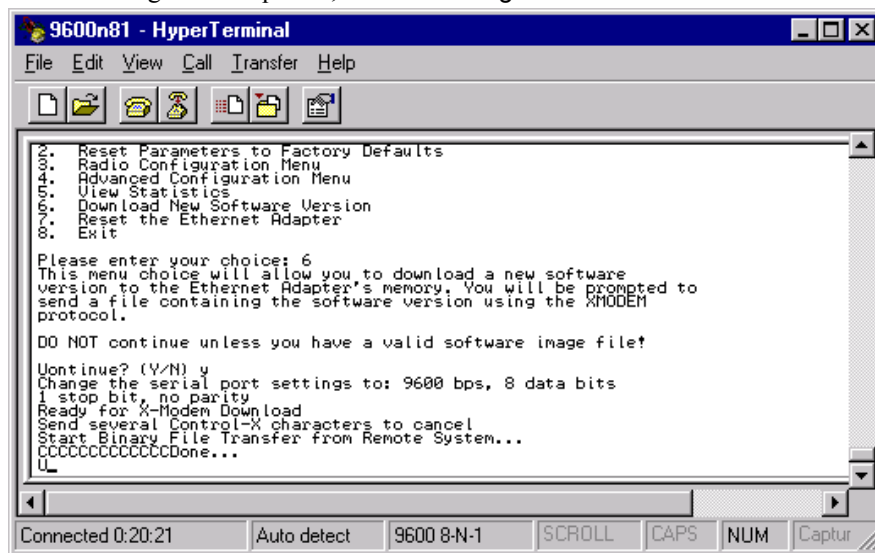 9600n81 - HyperTerminal
File Edit View Call Transfer Help
2. Reset Parameters to Factory Defaults
3. Radio Configuration Menu
4. Advanced Configuration Menu
5. View Statistics
6. Download New Software Version
7. Reset the Ethernet Adapter
8. Exit
Please enter your choice: 6
This menu choice will allow you to download a new software
version to the Ethernet Adapter's memory. You will be prompted to
send a file containing the software version using the XMODEM
protocol.
DO NOT continue unless you have a valid software image file!
Uontinue? (Y/N) y
Change the serial port settings to: 9600 bps, 8 data bits
1 stop bit, no parity
Ready for X-Modem Download
Send several Control-X characters to cancel
Start Binary File Transfer from Remote System...
CCCCCCCCCCCCCDone...
U_
Connected 0:20:21 Auto detect 9600 8-N-1 SCROLL CAPS NUM Captur